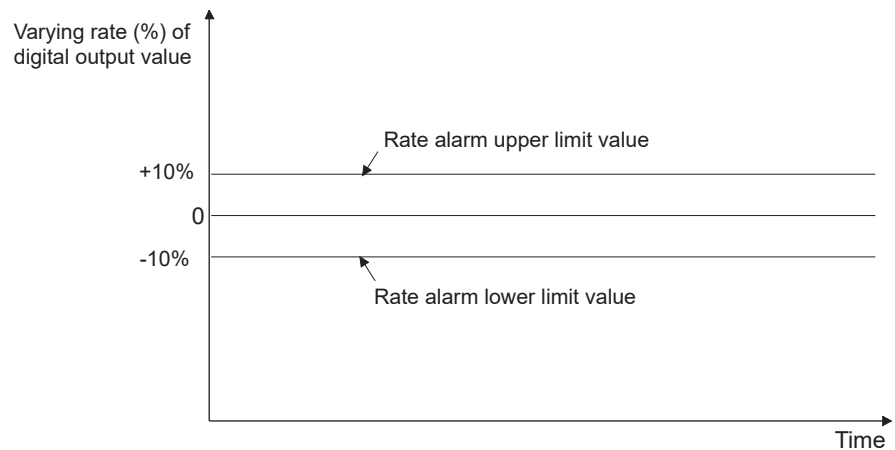 Varying rate (%) of
digital output value
Rate alarm upper limit value
+10%
0
-10%
Rate alarm lower limit value
Time